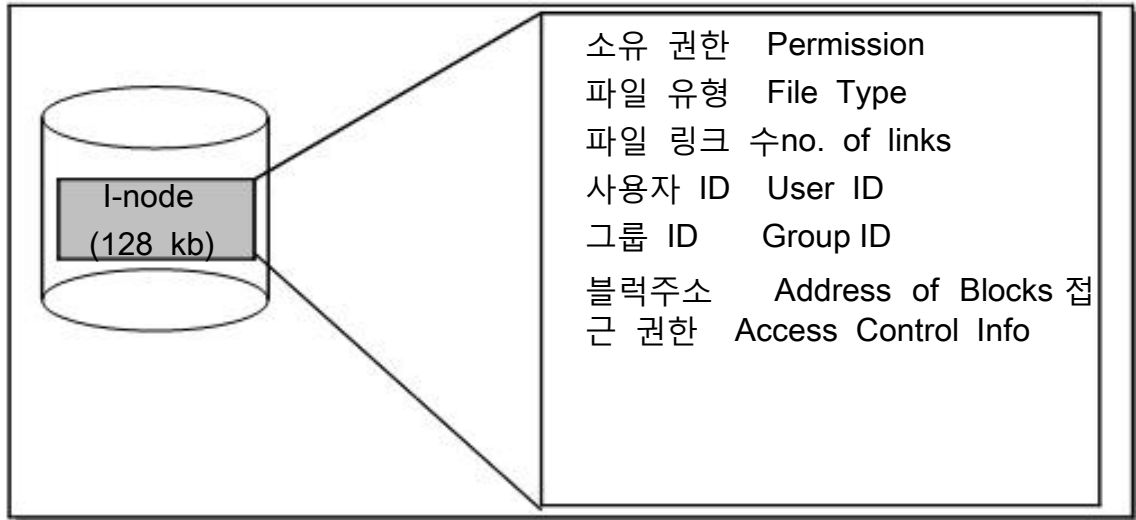 I-node
(128 kb)
소유 권한 Permission
파일 유형 File Type
파일 링크 수no. of links
사용자 ID User ID
그룹 ID Group ID
블럭주소 Address of Blocks 접
근 권한 Access Control Info